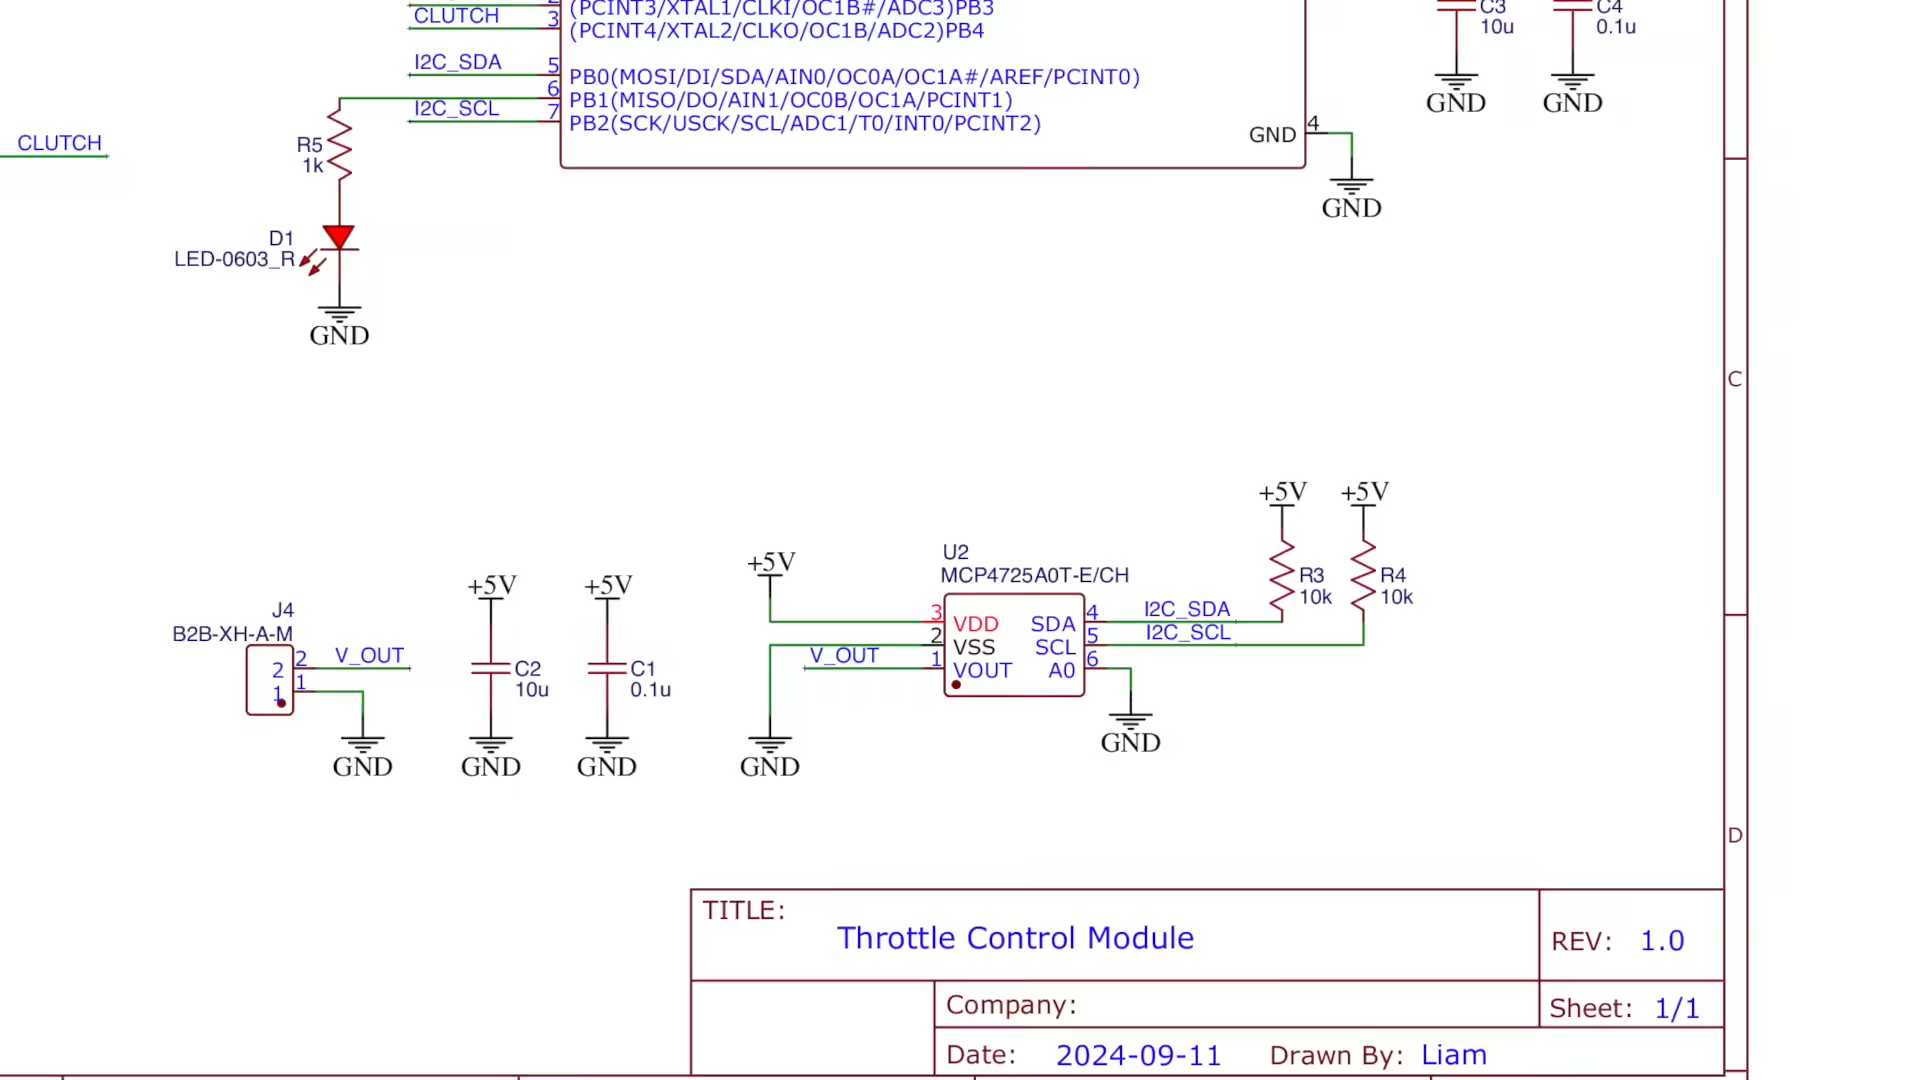 2
(PCINT3/XTAL1/CLKI/OC1B#/ADC3)PB3
CLUTCH
3
(PCINT4/XTAL2/CLKO/OC1B/ADC2)PB4
I2C_SDA
5
PB0(MOSI/DI/SDA/AIN0/OC0A/OC1A#/AREF/PCINT0)
6
PB1(MISO/DO/AIN1/OC0B/OC1A/PCINT1)
I2C_SCL
7
PB2(SCK/USCK/SCL/ADC1/T0/INT0/PCINT2)
GND
4
GND
C3
10u
GND
C4
0.1u
GND
CLUTCH
R5
1k
D1
LED-0603_R
GND
C
+5V
+5V
R3
10k
R4
10k
U2
MCP4725A0T-E/CH
+5V
3
VDD
2
VSS
1
VOUT
V_OUT
SDA
4
I2C_SDA
SCL
5
I2C_SCL
A0
6
GND
GND
J4
B2B-XH-A-M
2
2
V_OUT
1
1
GND
+5V
C2
10u
GND
+5V
C1
0.1u
GND
D
TITLE:
Throttle Control Module
REV: 1.0
Company:
Sheet: 1/1
Date: 2024-09-11
Drawn By: Liam